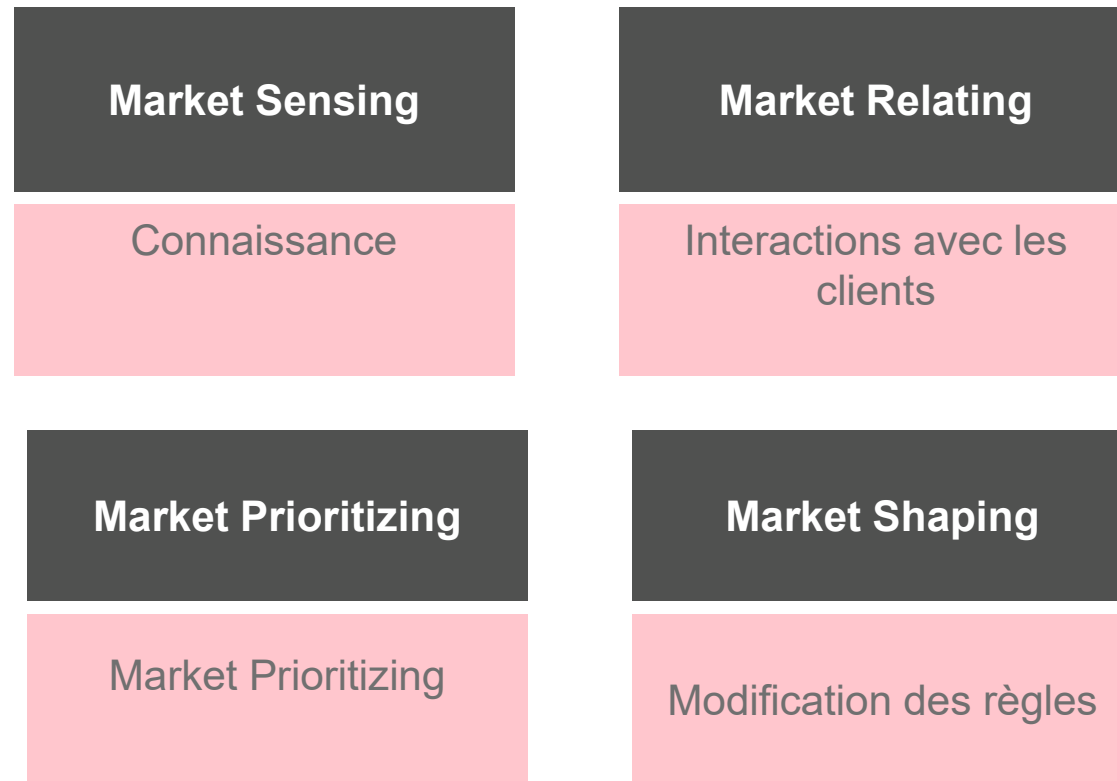 Market Sensing
Connaissance
Market Relating
Interactions avec les
clients
Market Prioritizing
Market Prioritizing
Market Shaping
Modification des règles